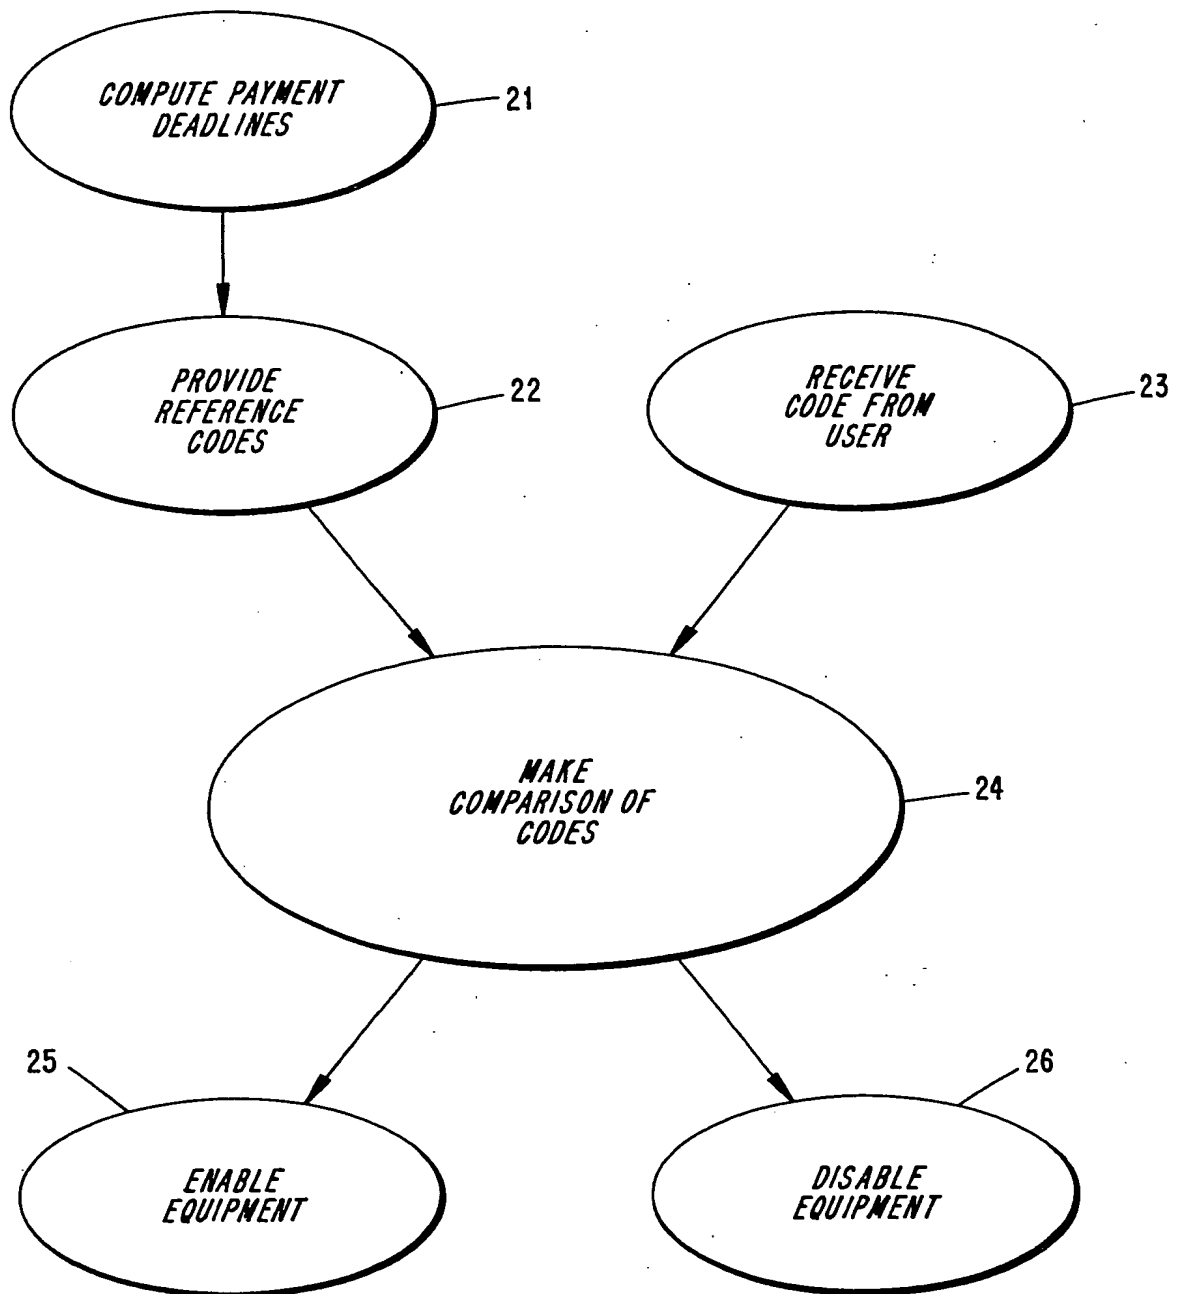 COMPUTE PAYMENT
DEADLINES
21
PROVIDE
REFERENCE
CODES
22
RECEIVE
CODE FROM
USER
23
MAKE
COMPARISON OF
CODES
24
25
ENABLE
EQUIPMENT
26
DISABLE
EQUIPMENT